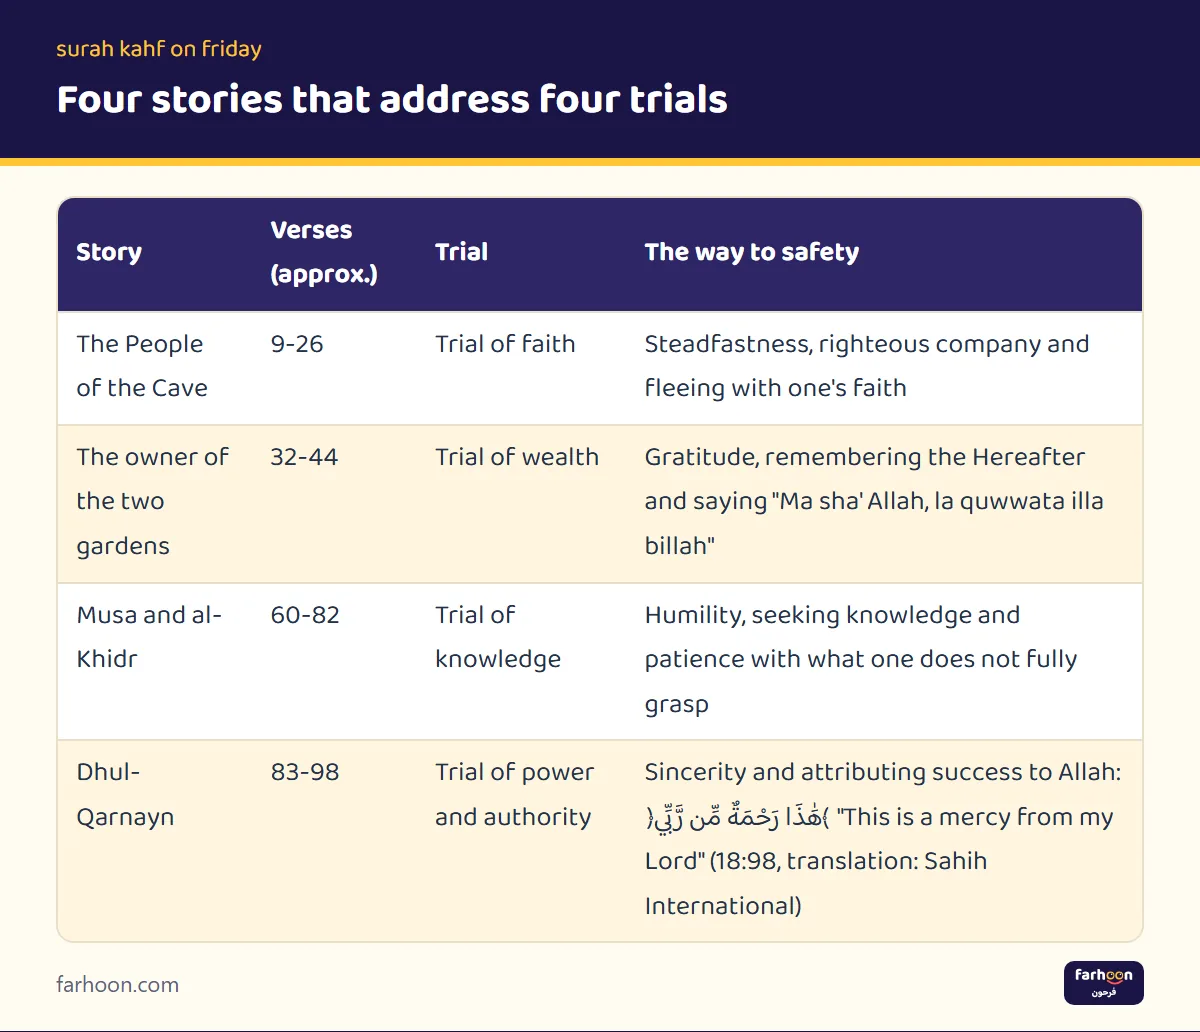 surah kahf on friday
Four stories that address four trials
Story
Verses
(approx.)
Trial
The way to safety
The People
of the Cave
9-26
Trial of faith
Steadfastness, righteous company and
fleeing with one's faith
The owner of
the two
gardens
32-44
Trial of wealth
Gratitude, remembering the Hereafter
and saying "Ma sha' Allah, la quwwata illa
billah"
Musa and al-
Khidr
60-82
Trial of
knowledge
Humility, seeking knowledge and
patience with what one does not fully
grasp
Dhul-
Qarnayn
83-98
Trial of power
and authority
Sincerity and attributing success to Allah:
﴿هَٰذَا رَحْمَةٌ مِّن رَّبِّي﴾ "This is a mercy from my
Lord" (18:98, translation: Sahih
International)
farhoon.com
farhoon
فرحون